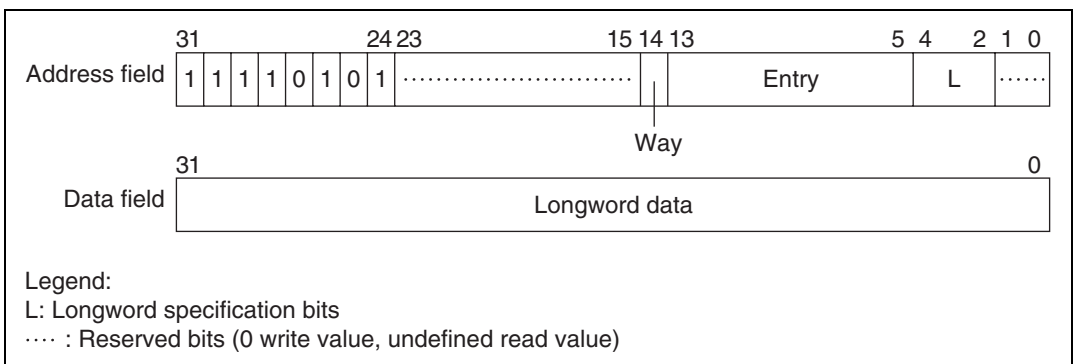 31 24 23 15 14 13 5 4 2 1 0
Address field 1 1 1 1 0 1 0 1 Entry L
Way
31 0
Data field Longword data
Legend:
L: Longword specification bits
···· : Reserved bits (0 write value, undefined read value)